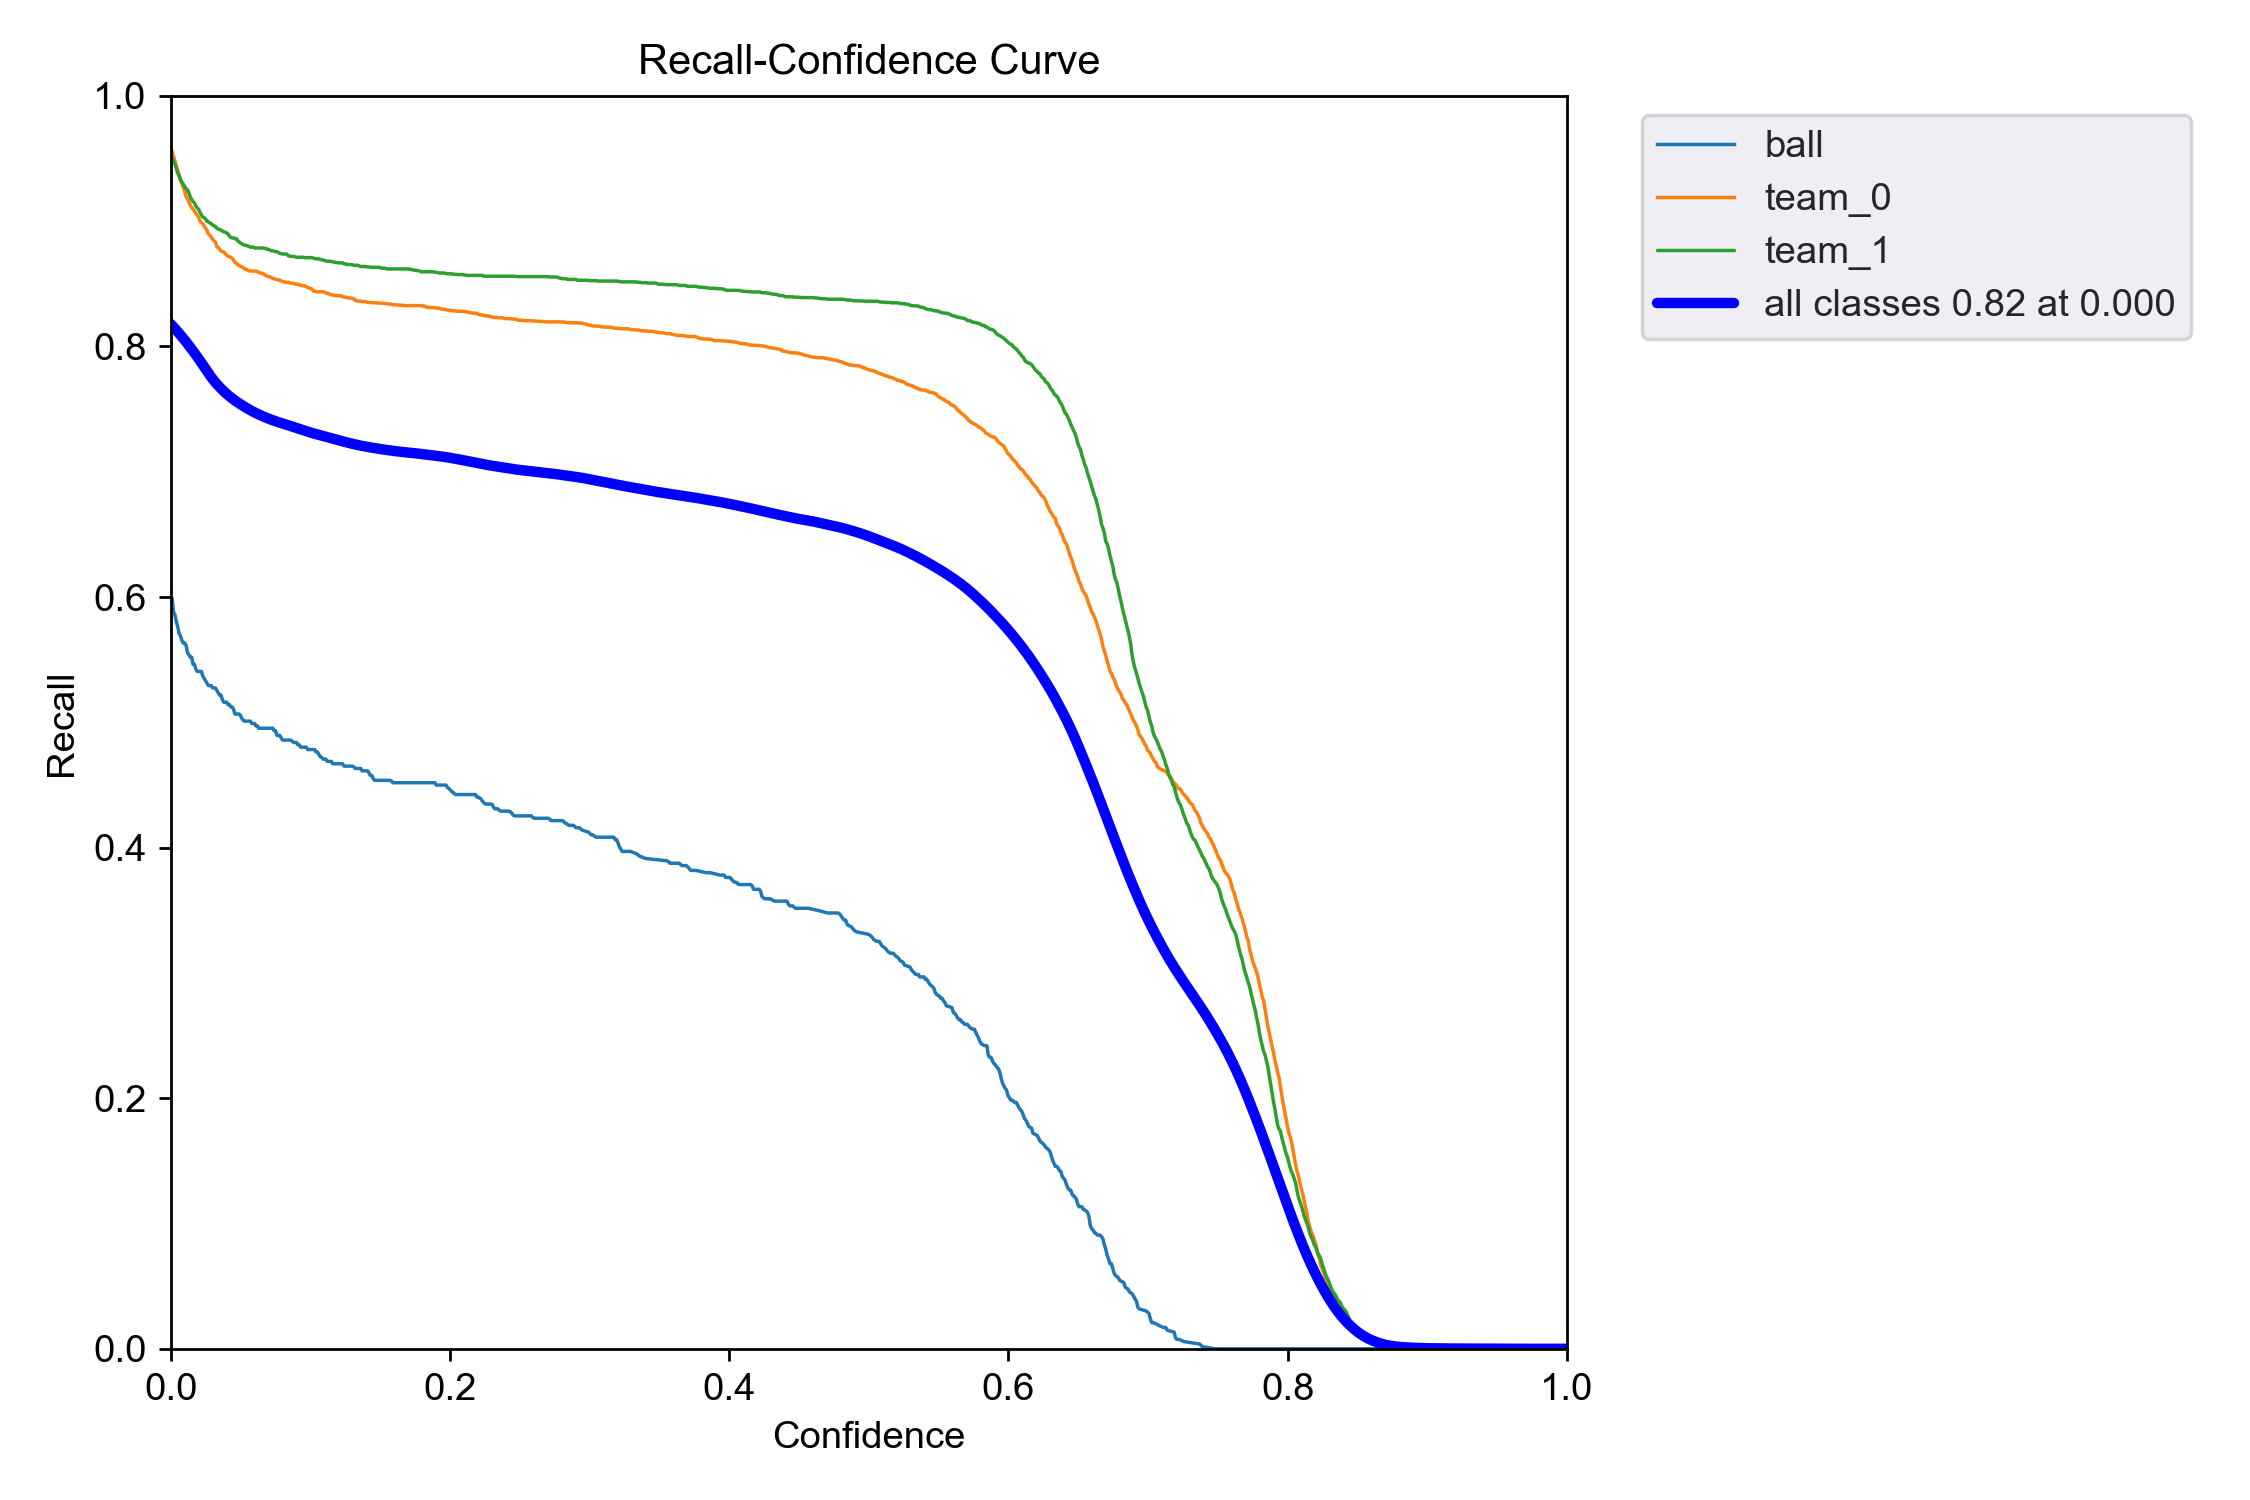 Recall-Confidence Curve
1.0
0.8
0.6
0.4
0.2
0.0
Recall
0.0 0.2 0.4 0.6 0.8 1.0
Confidence
ball
team_0
team_1
all classes 0.82 at 0.000